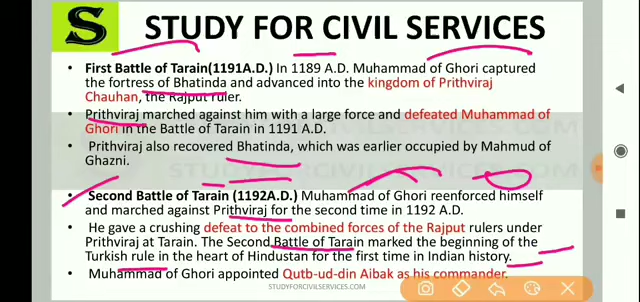 S STUDY FOR CIVIL SERVICES
• First Battle of Tarain(1191A.D.) In 1189 A.D. Muhammad of Ghori captured
the fortress of Bhatinda and advanced into the kingdom of Prithviraj
Chauhan, the Rajput ruler.
• Prithviraj marched against him with a large force and defeated Muhammad of
Ghori in the Battle of Tarain in 1191 A.D.
• Prithviraj also recovered Bhatinda, which was earlier occupied by Mahmud of
Ghazni.
• Second Battle of Tarain (1192A.D.) Muhammad of Ghori reenforced himself
and marched against Prithviraj for the second time in 1192 A.D.
• He gave a crushing defeat to the combined forces of the Rajput rulers under
Prithviraj at Tarain. The Second Battle of Tarain marked the beginning of the
Turkish rule in the heart of Hindustan for the first time in Indian history.
• Muhammad of Ghori appointed Qutb-ud-din Aibak as his commander.
STUDYFORCIVILSERVICES.COM